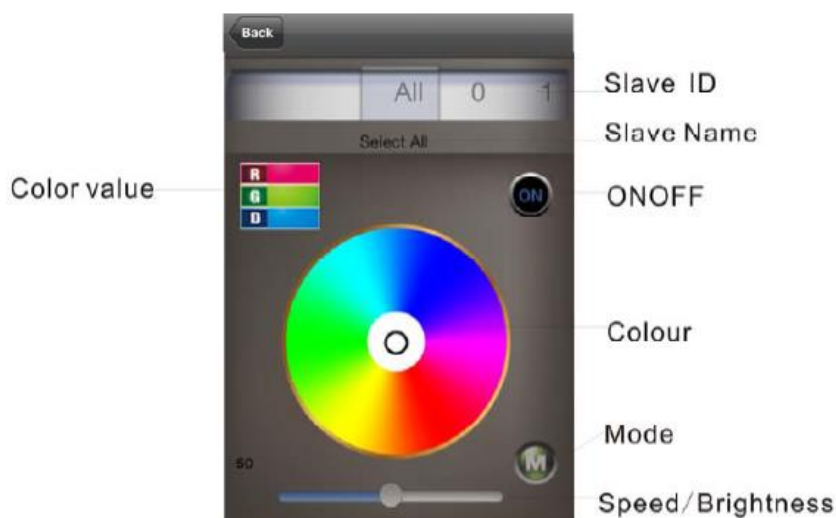 Back
All 0 1
Slave ID
Select All
Slave Name
R
G
D
Color value
ON
ONOFF
Colour
Mode
M
50
Speed/Brightness